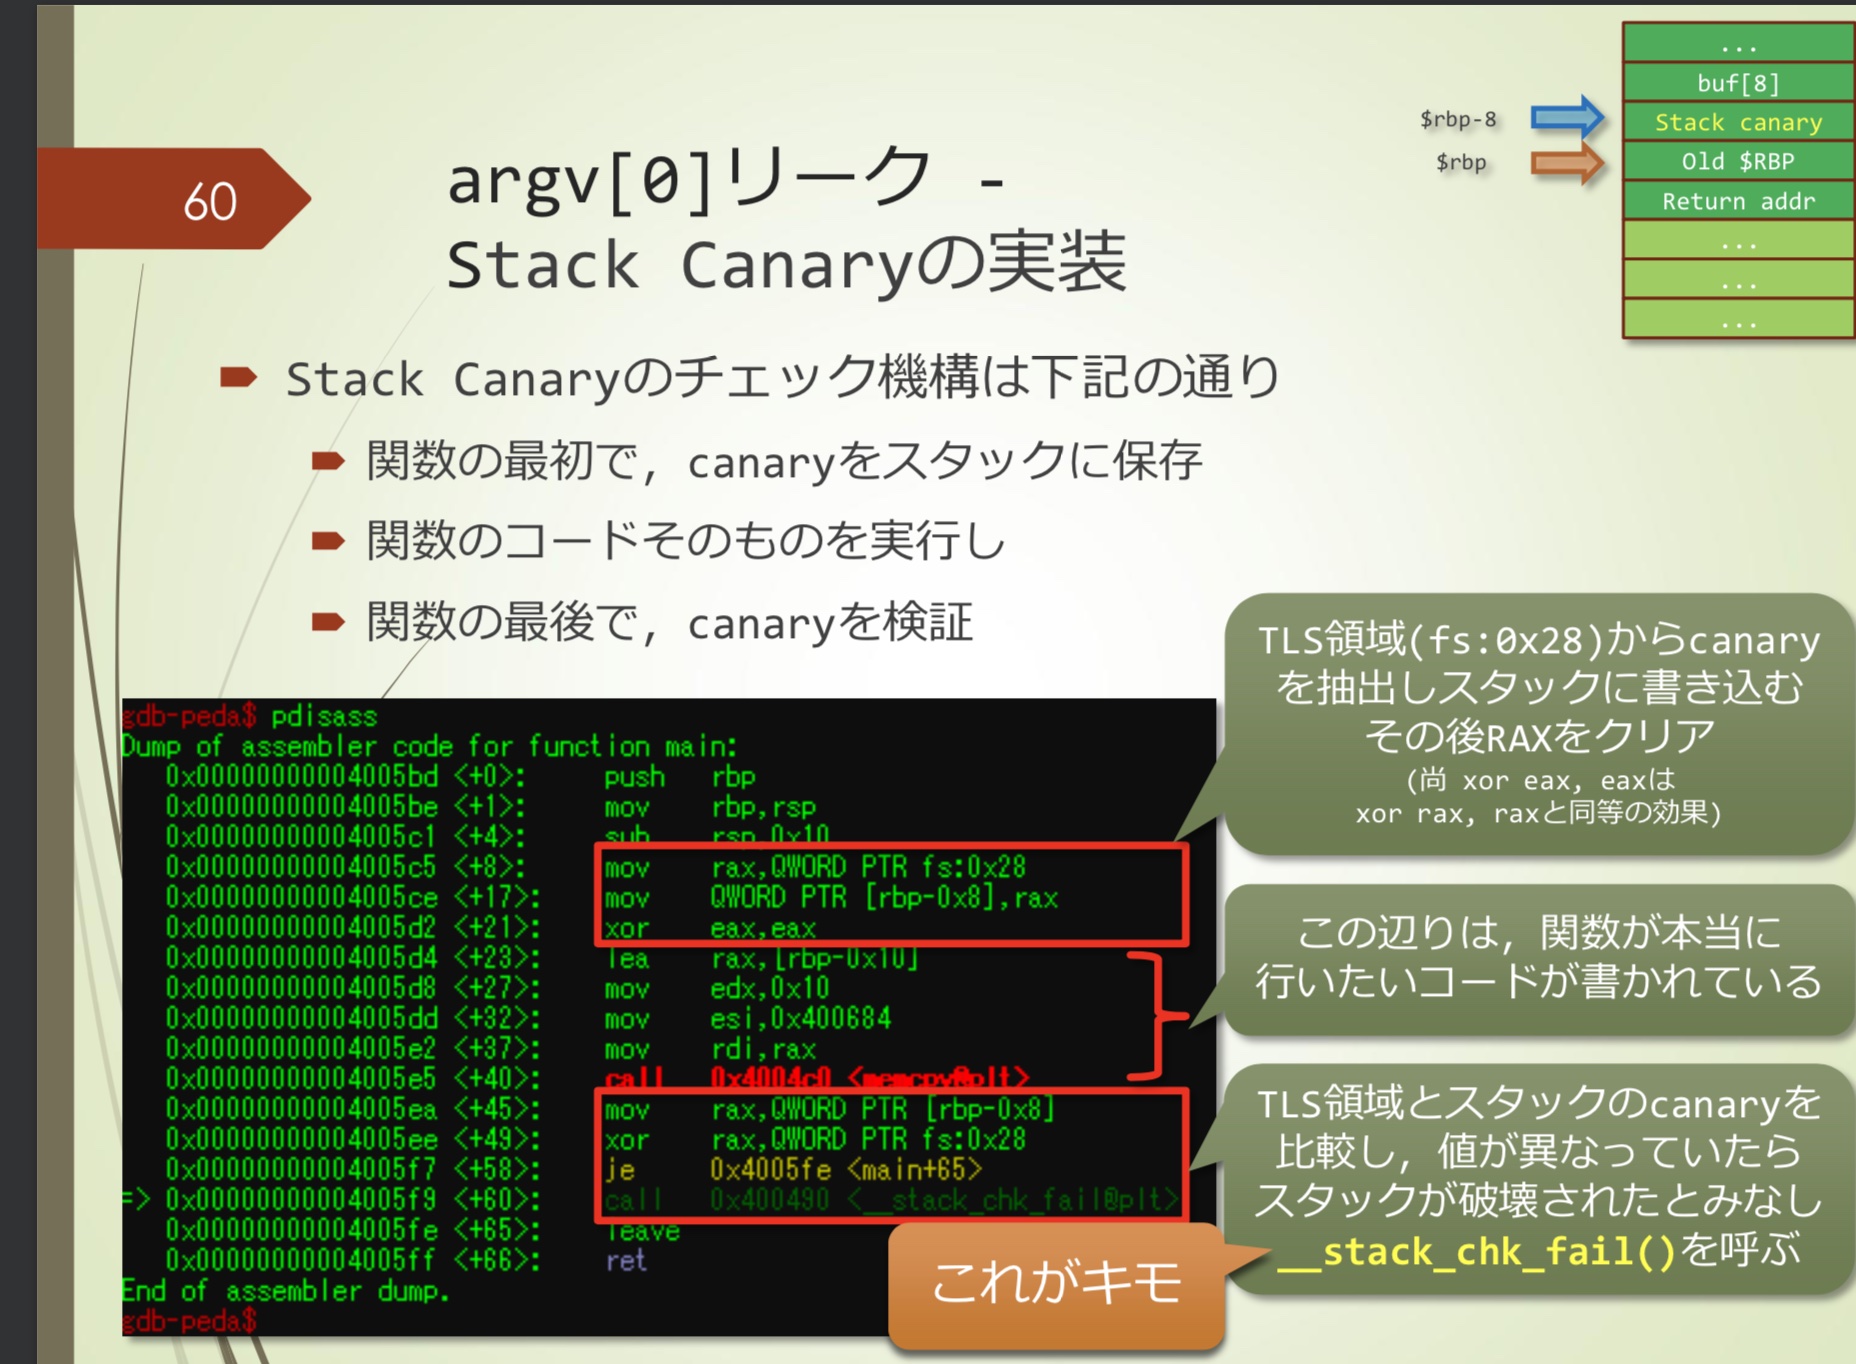 60
argv[0]リーク -
Stack Canaryの実装
...
buf[8]
$rbp-8
Stack canary
$rbp
Old $RBP
Return addr
...
...
...
Stack Canaryのチェック機構は下記の通り
関数の最初で, canaryをスタックに保存
関数のコードそのものを実行し
関数の最後で, canaryを検証
gdb-peda$ pdisass
Dump of assembler code for function main:
0x00000000004005bd <+0>: push rbp
0x00000000004005be <+1>: mov rbp,rsp
0x00000000004005c1 <+4>: sub rsp,0x10
0x00000000004005c5 <+8>: mov rax,QWORD PTR fs:0x28
0x00000000004005ce <+17>: mov QWORD PTR [rbp-0x8],rax
0x00000000004005d2 <+21>: xor eax,eax
0x00000000004005d4 <+23>: lea rax,[rbp-0x10]
0x00000000004005d8 <+27>: mov edx,0x10
0x00000000004005dd <+32>: mov esi,0x400684
0x00000000004005e2 <+37>: mov rdi,rax
0x00000000004005e5 <+40>: call 0x4004c0 <memcpy@plt>
0x00000000004005ea <+45>: mov rax,QWORD PTR [rbp-0x8]
0x00000000004005ee <+49>: xor rax,QWORD PTR fs:0x28
0x00000000004005f7 <+58>: je 0x4005fe <main+65>
=> 0x00000000004005f9 <+60>: call 0x400490 <__stack_chk_fail@plt>
0x00000000004005fe <+65>: leave
0x00000000004005ff <+66>: ret
End of assembler dump.
gdb-peda$
TLS領域(fs:0x28)からcanary
を抽出しスタックに書き込む
その後RAXをクリア
(尚 xor eax, eaxは
xor rax, raxと同等の効果)
この辺りは, 関数が本当に
行いたいコードが書かれている
TLS領域とスタックのcanaryを
比較し, 値が異なっていたら
スタックが破壊されたとみなし
__stack_chk_fail()を呼ぶ
これがキモ